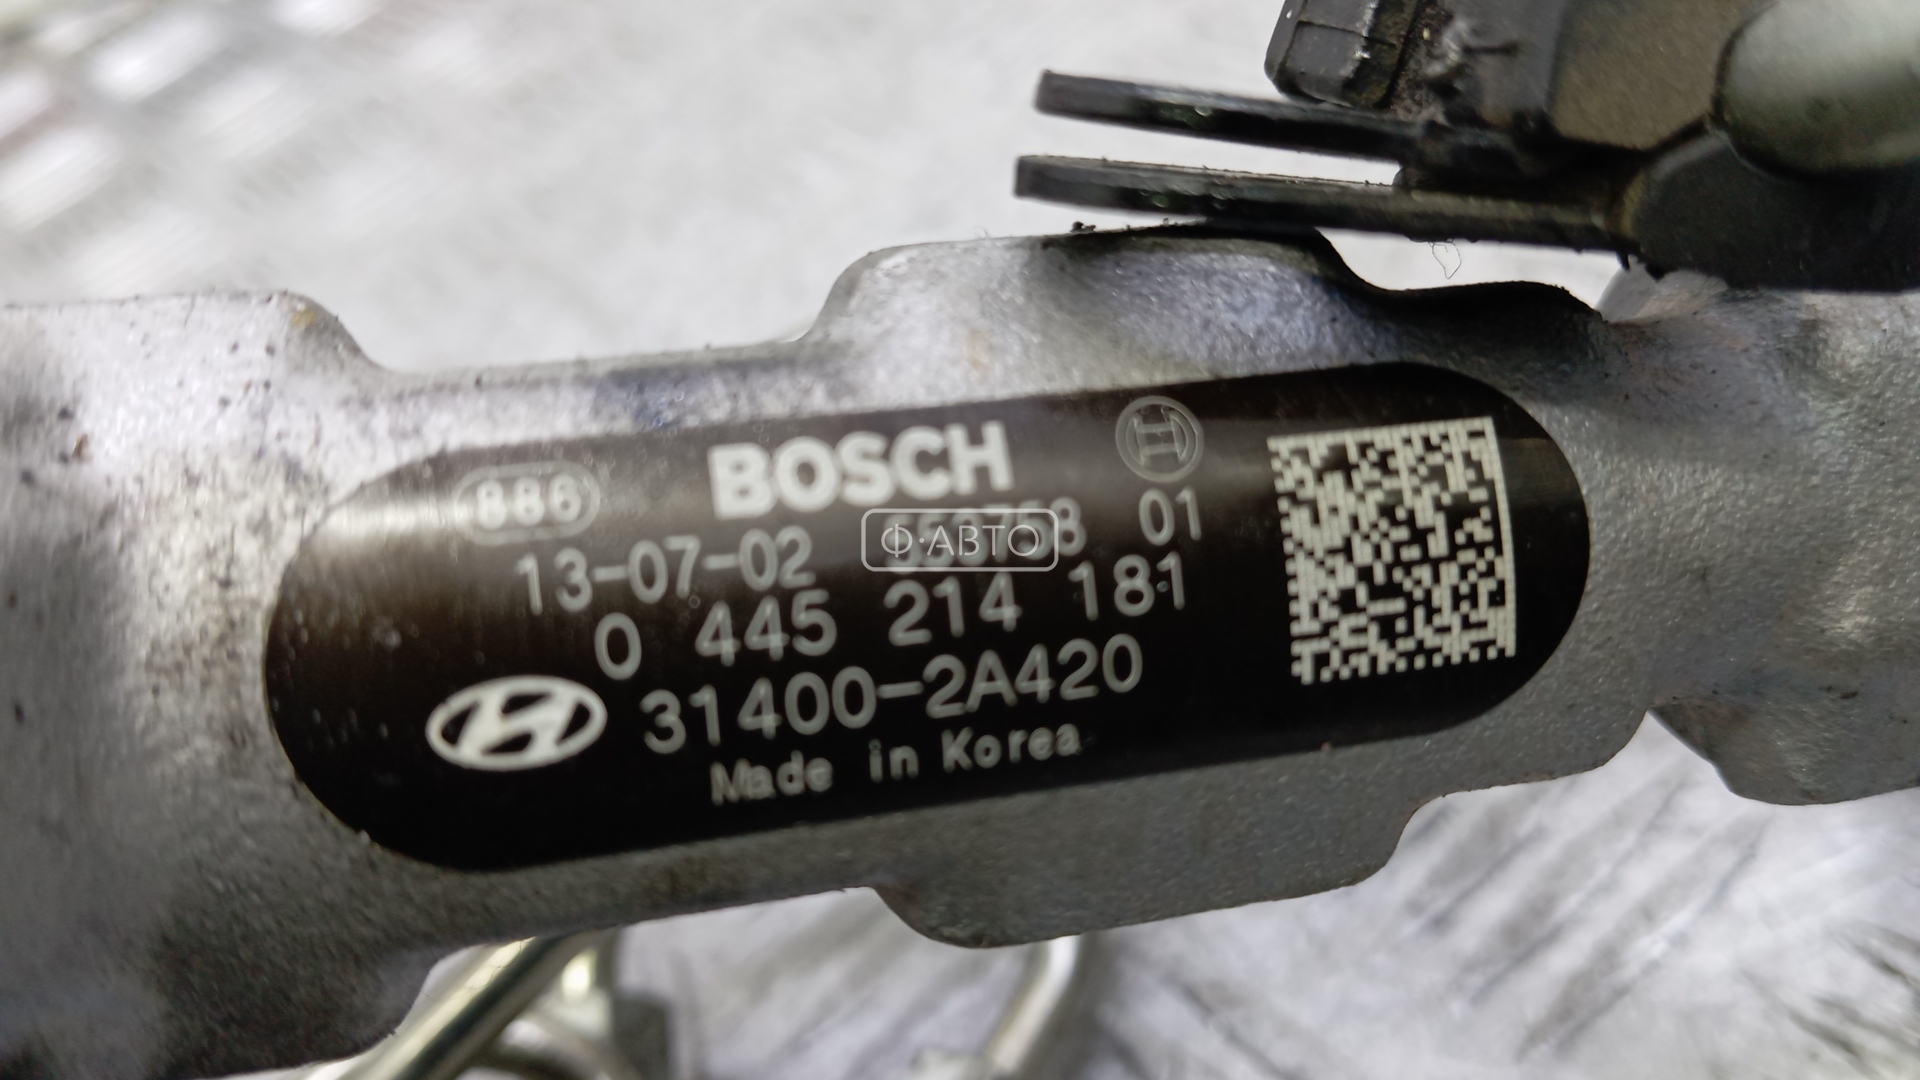 BOSCH
886
13-07-02 01
Ф·АВТО
0 445 214 181
31400-2A420
Made in Korea